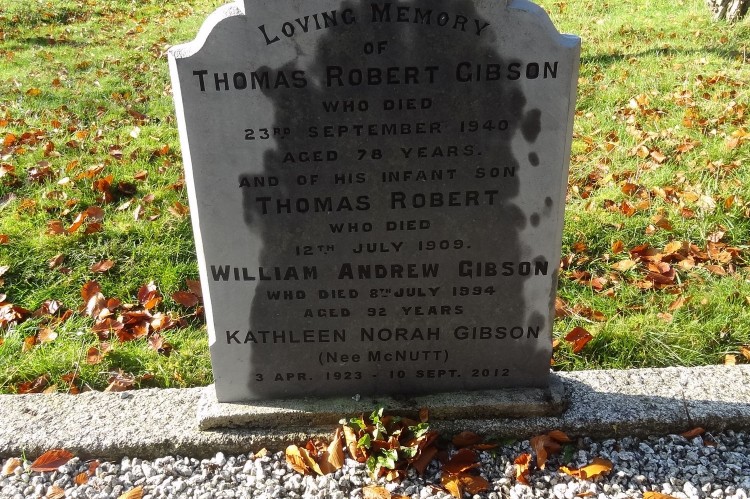 LOVING MEMORY
OF
THOMAS ROBERT GIBSON
WHO DIED
23RD SEPTEMBER 1940
AGED 78 YEARS.
AND OF HIS INFANT SON
THOMAS ROBERT
WHO DIED
12TH JULY 1909.
WILLIAM ANDREW GIBSON
WHO DIED 8TH JULY 1994
AGED 92 YEARS
KATHLEEN NORAH GIBSON
(Nee McNUTT)
3 APR. 1923 - 10 SEPT. 2012